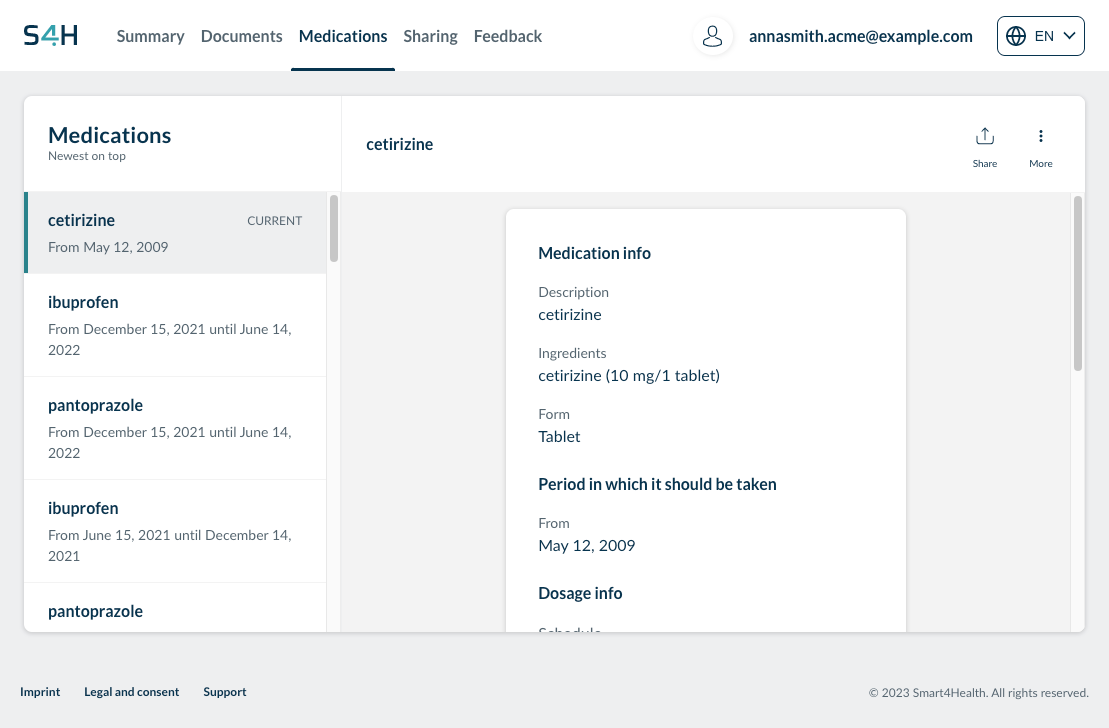 S4H
Summary
Documents
Medications
Sharing
Feedback
annasmith.acme@example.com
EN
Medications
Newest on top
cetirizine
CURRENT
From May 12, 2009
ibuprofen
From December 15, 2021 until June 14,
2022
pantoprazole
From December 15, 2021 until June 14,
2022
ibuprofen
From June 15, 2021 until December 14,
2021
pantoprazole
cetirizine
Share
More
Medication info
Description
cetirizine
Ingredients
cetirizine (10 mg/1 tablet)
Form
Tablet
Period in which it should be taken
From
May 12, 2009
Dosage info
Schedule
Imprint
Legal and consent
Support
© 2023 Smart4Health. All rights reserved.